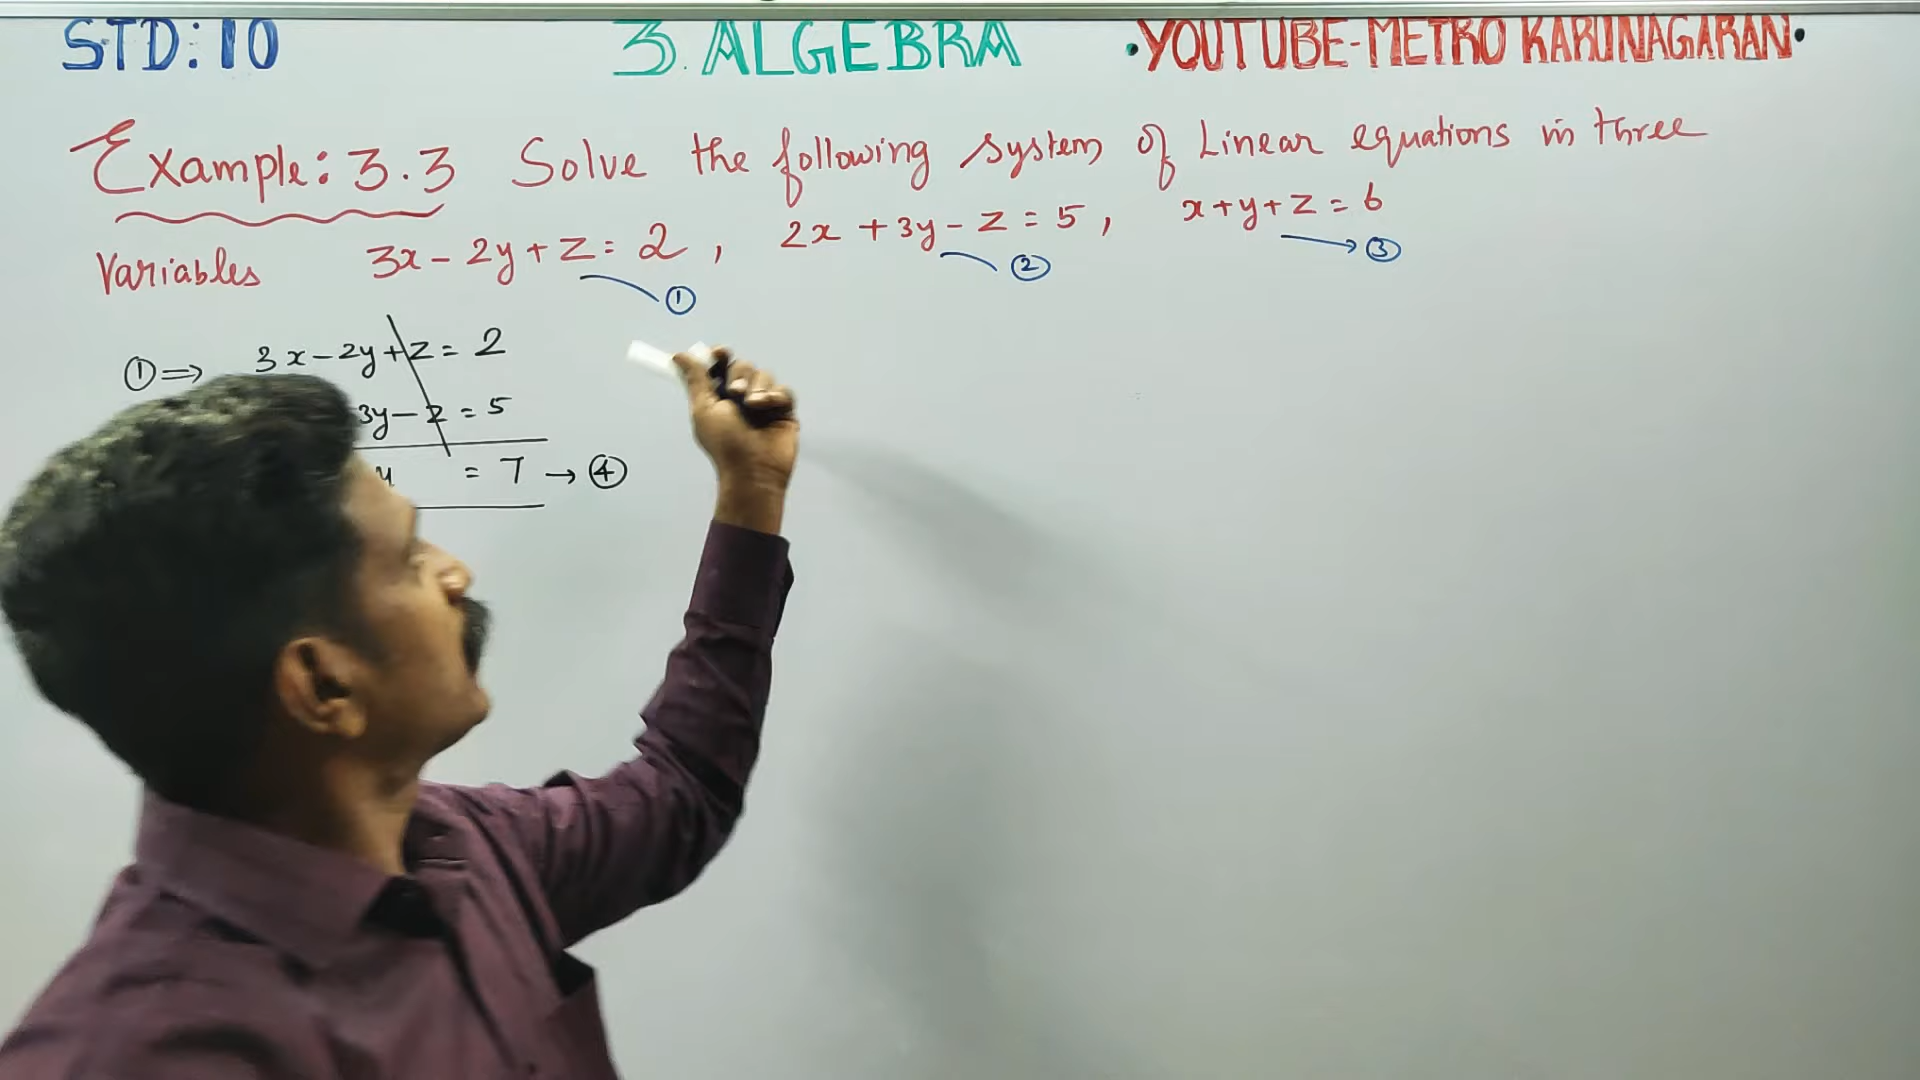 STD: 10 3. ALGEBRA •YOUTUBE-METRO KARUNAGARAN•
Example: 3.3 Solve the following system of Linear equations in three
Variables 3x - 2y + z = 2 , 2x + 3y - z = 5 , x + y + z = 6
① ② → ③
① ⇒ 3x - 2y + z = 2
3y - z = 5
y = 7 → ④